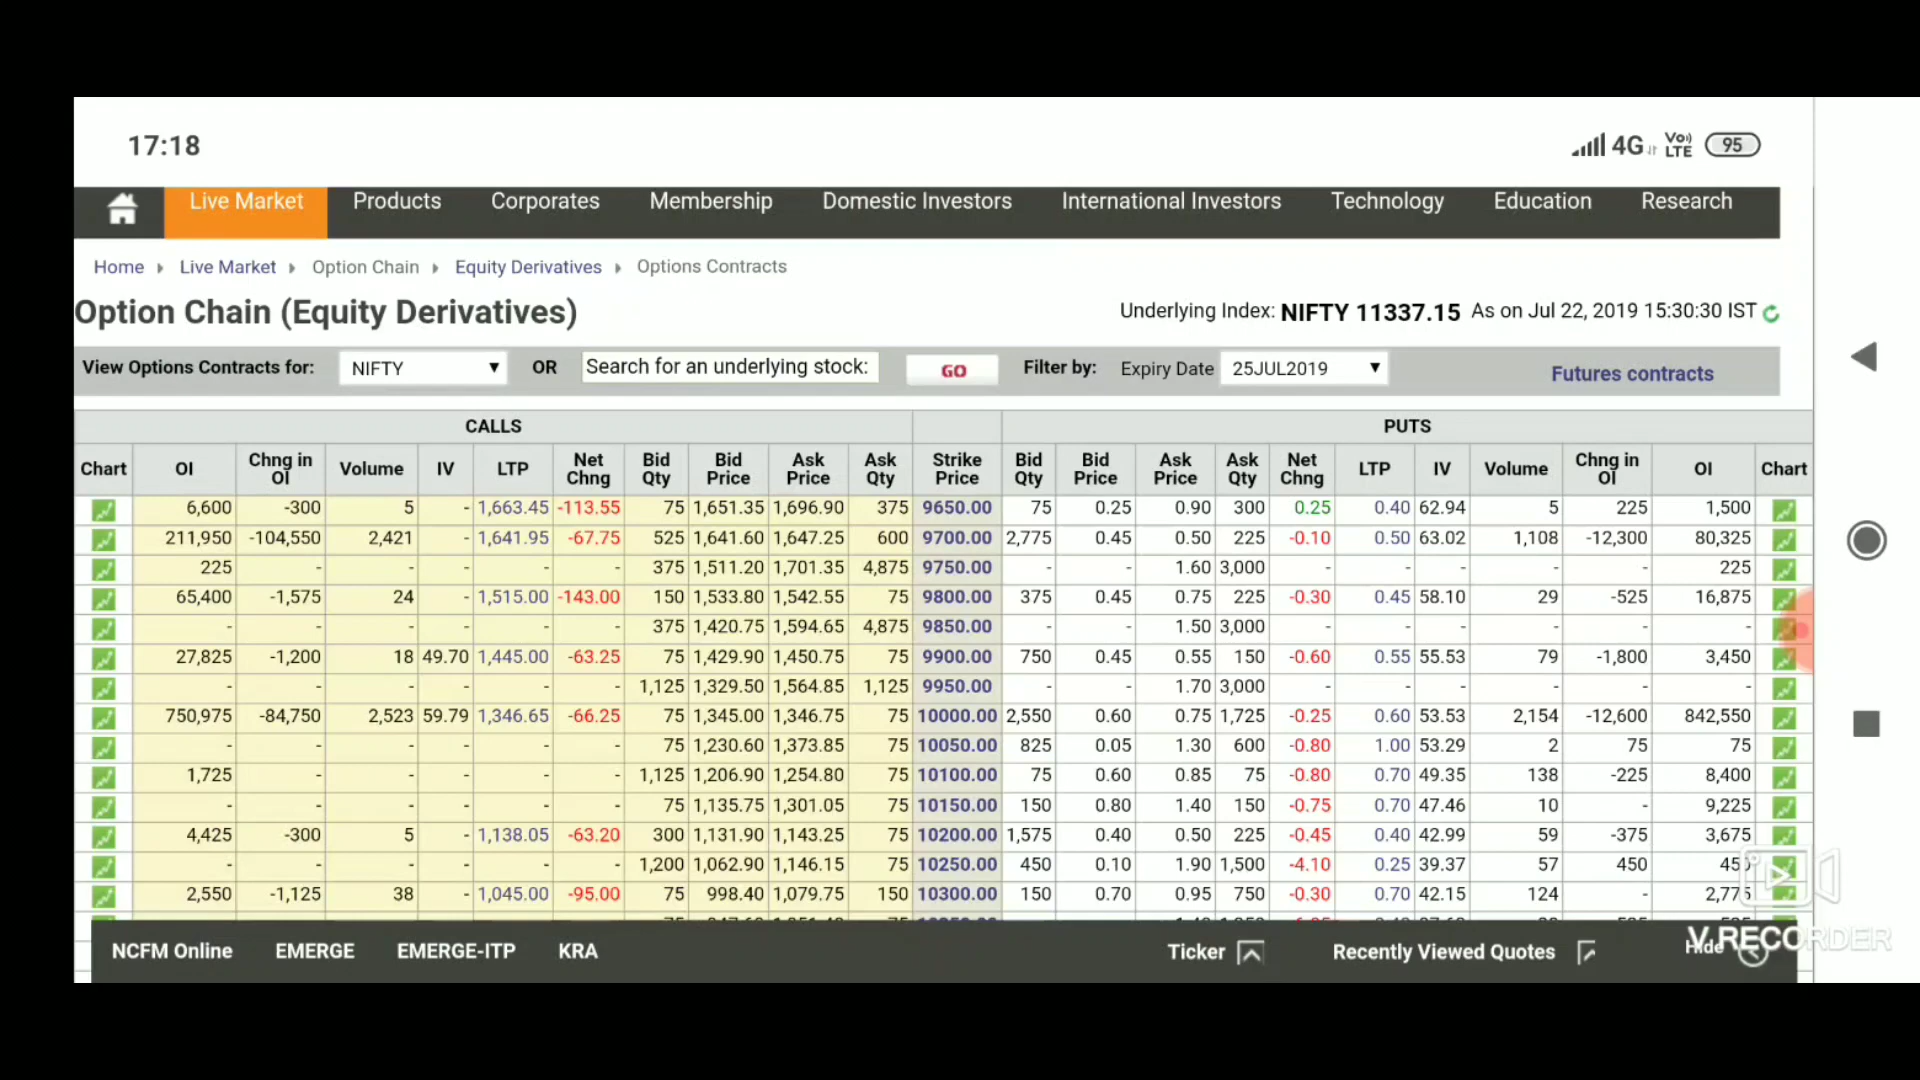 17:18 4G Vo)) LTE 95
Live Market Products Corporates Membership Domestic Investors International Investors Technology Education Research
Home Live Market Option Chain Equity Derivatives Options Contracts
Option Chain (Equity Derivatives) Underlying Index: NIFTY 11337.15 As on Jul 22, 2019 15:30:30 IST
View Options Contracts for: NIFTY OR Search for an underlying stock: GO Filter by: Expiry Date 25JUL2019 Futures contracts
CALLS PUTS
Chart OI Chng in OI Volume IV LTP Net Chng Bid Qty Bid Price Ask Price Ask Qty Strike Price Bid Qty Bid Price Ask Price Ask Qty Net Chng LTP IV Volume Chng in OI OI Chart
6,600 -300 5 - 1,663.45 -113.55 75 1,651.35 1,696.90 375 9650.00 75 0.25 0.90 300 0.25 0.40 62.94 5 225 1,500
211,950 -104,550 2,421 - 1,641.95 -67.75 525 1,641.60 1,647.25 600 9700.00 2,775 0.45 0.50 225 -0.10 0.50 63.02 1,108 -12,300 80,325
225 - - - - - 375 1,511.20 1,701.35 4,875 9750.00 - - 1.60 3,000 - - - - - 225
65,400 -1,575 24 - 1,515.00 -143.00 150 1,533.80 1,542.55 75 9800.00 375 0.45 0.75 225 -0.30 0.45 58.10 29 -525 16,875
- - - - - - 375 1,420.75 1,594.65 4,875 9850.00 - - 1.50 3,000 - - - - - -
27,825 -1,200 18 49.70 1,445.00 -63.25 75 1,429.90 1,450.75 75 9900.00 750 0.45 0.55 150 -0.60 0.55 55.53 79 -1,800 3,450
- - - - - - 1,125 1,329.50 1,564.85 1,125 9950.00 - - 1.70 3,000 - - - - - -
750,975 -84,750 2,523 59.79 1,346.65 -66.25 75 1,345.00 1,346.75 75 10000.00 2,550 0.60 0.75 1,725 -0.25 0.60 53.53 2,154 -12,600 842,550
- - - - - - 75 1,230.60 1,373.85 75 10050.00 825 0.05 1.30 600 -0.80 1.00 53.29 2 75 75
1,725 - - - - - 1,125 1,206.90 1,254.80 75 10100.00 75 0.60 0.85 75 -0.80 0.70 49.35 138 -225 8,400
- - - - - - 75 1,135.75 1,301.05 75 10150.00 150 0.80 1.40 150 -0.75 0.70 47.46 10 - 9,225
4,425 -300 5 - 1,138.05 -63.20 300 1,131.90 1,143.25 75 10200.00 1,575 0.40 0.50 225 -0.45 0.40 42.99 59 -375 3,675
- - - - - - 1,200 1,062.90 1,146.15 75 10250.00 450 0.10 1.90 1,500 -4.10 0.25 39.37 57 450 450
2,550 -1,125 38 - 1,045.00 -95.00 75 998.40 1,079.75 150 10300.00 150 0.70 0.95 750 -0.30 0.70 42.15 124 - 2,775
NCFM Online EMERGE EMERGE-ITP KRA Ticker Recently Viewed Quotes Hide
V.RECORDER